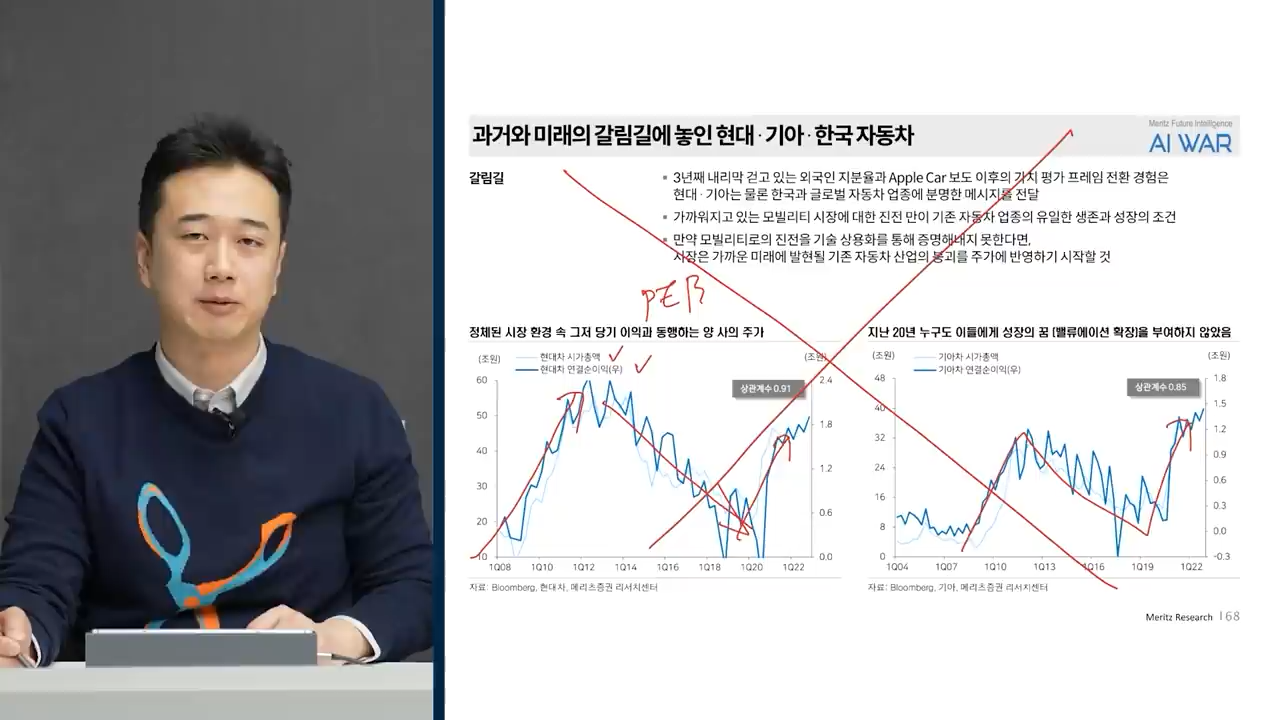 과거와 미래의 갈림길에 놓인 현대·기아·한국 자동차
Meritz Future Intelligence
AI WAR
갈림길
▪ 3년째 내리막 걷고 있는 외국인 지분율과 Apple Car 보도 이후의 가치 평가 프레임 전환 경험은
현대·기아는 물론 한국과 글로벌 자동차 업종에 분명한 메시지를 전달
▪ 가까워지고 있는 모빌리티 시장에 대한 진전 만이 기존 자동차 업종의 유일한 생존과 성장의 조건
▪ 만약 모빌리티로의 진전을 기술 상용화를 통해 증명해내지 못한다면,
시장은 가까운 미래에 발현될 기존 자동차 산업의 붕괴를 주가에 반영하기 시작할 것
PER
정체된 시장 환경 속 그저 당기 이익과 동행하는 양 사의 주가
(조원)
현대차 시가총액
현대차 연결순이익(우)
(조원)
상관계수 0.91
60
50
40
30
20
10
2.4
1.8
1.2
0.6
0.0
1Q08 1Q10 1Q12 1Q14 1Q16 1Q18 1Q20 1Q22
자료: Bloomberg, 현대차, 메리츠증권 리서치센터
지난 20년 누구도 이들에게 성장의 꿈 (밸류에이션 확장)을 부여하지 않았음
(조원)
기아차 시가총액
기아차 연결순이익(우)
(조원)
상관계수 0.85
48
40
32
24
16
8
0
1.8
1.5
1.2
0.9
0.6
0.3
0.0
-0.3
1Q04 1Q07 1Q10 1Q13 1Q16 1Q19 1Q22
자료: Bloomberg, 기아, 메리츠증권 리서치센터
Meritz Research 68